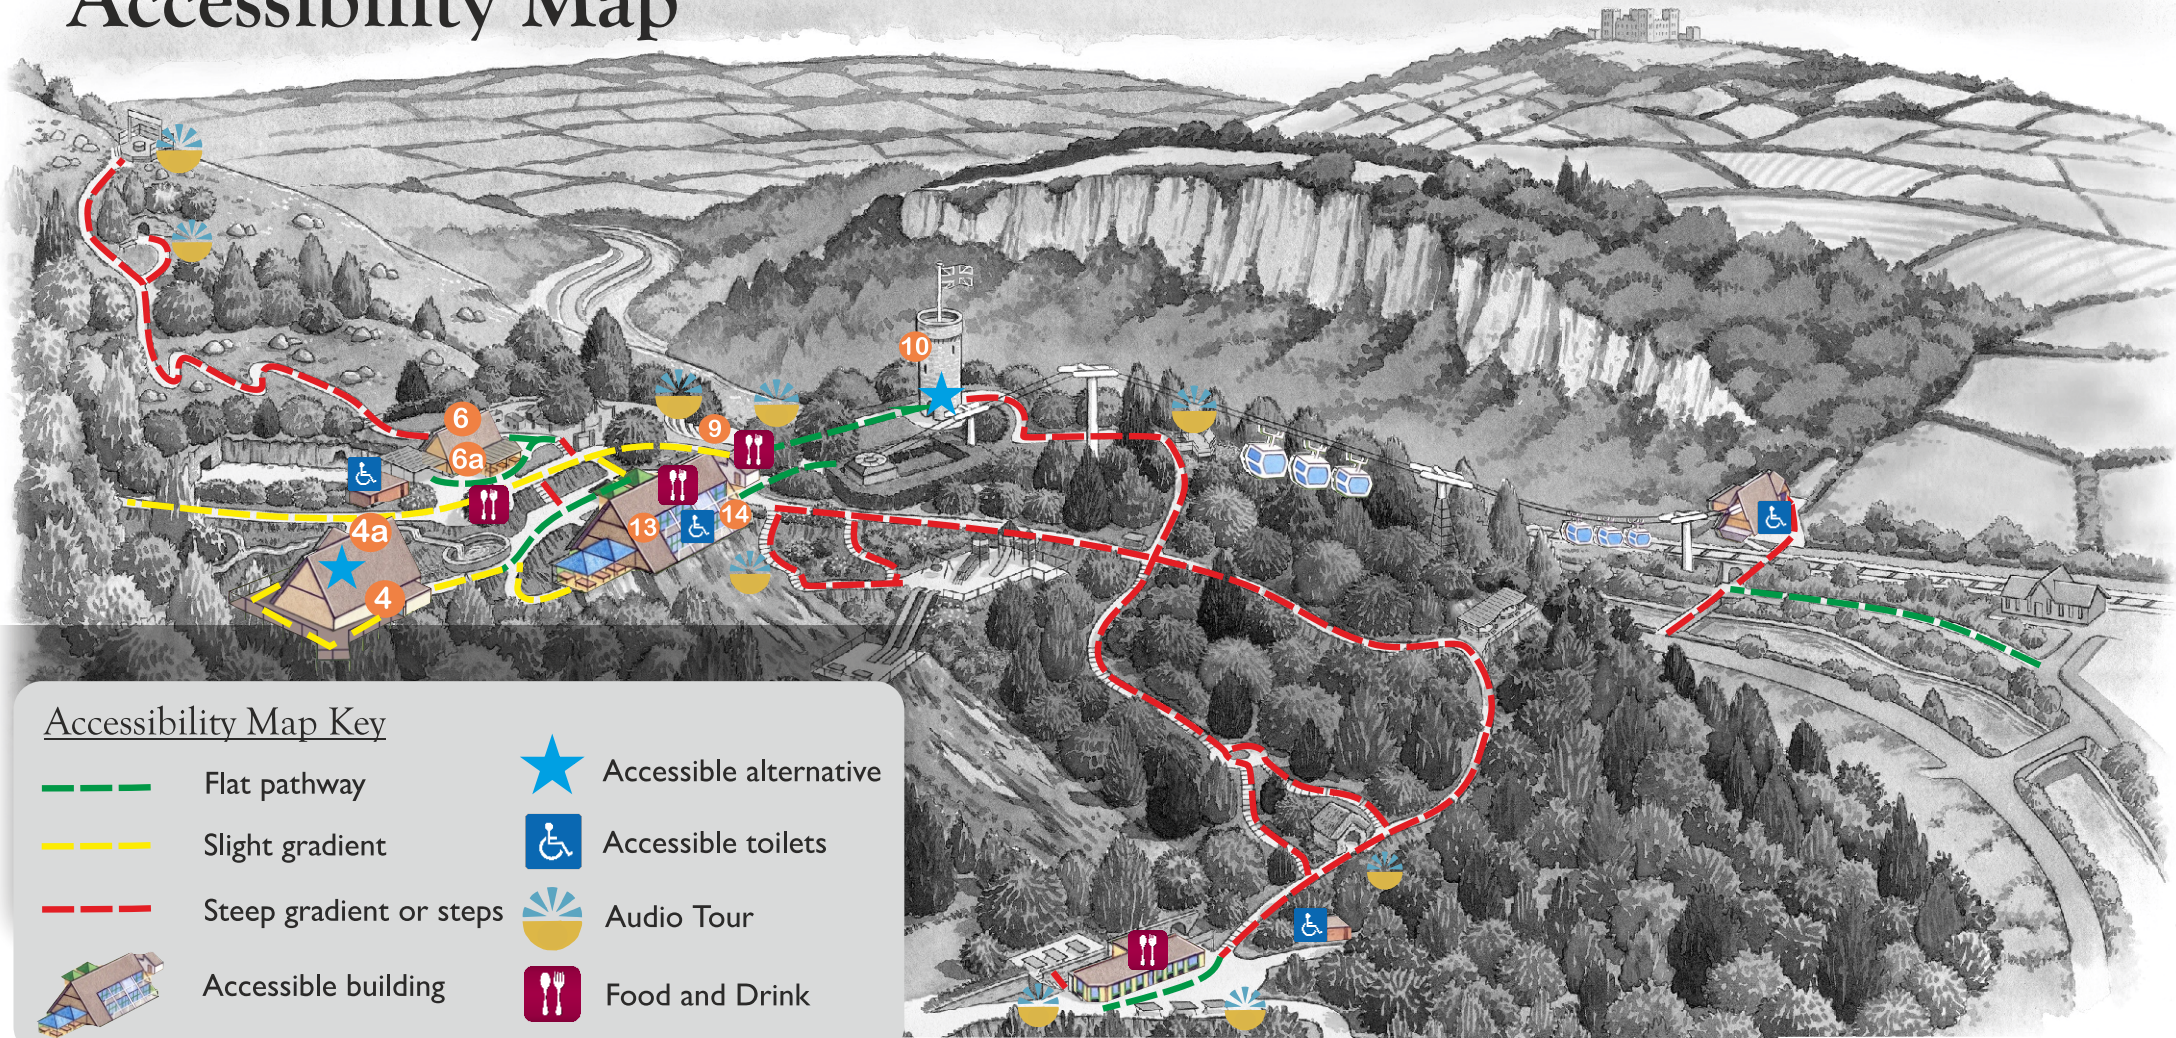 Accessibility Map
10
6
9
6a
14
13
4a
4
Accessibility Map Key
Flat pathway
Slight gradient
Steep gradient or steps
Accessible building
Accessible alternative
Accessible toilets
Audio Tour
Food and Drink